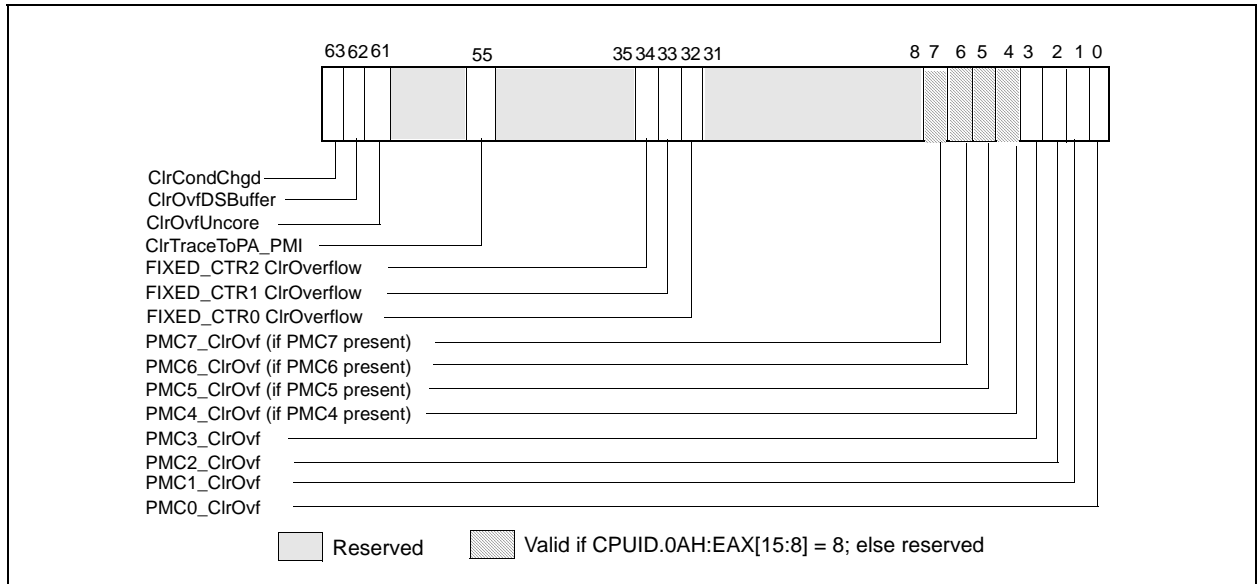 63 62 61 55 35 34 33 32 31 8 7 6 5 4 3 2 1 0
ClrCondChgd
ClrOvfDSBuffer
ClrOvfUncore
ClrTraceToPA_PMI
FIXED_CTR2 ClrOverflow
FIXED_CTR1 ClrOverflow
FIXED_CTR0 ClrOverflow
PMC7_ClrOvf (if PMC7 present)
PMC6_ClrOvf (if PMC6 present)
PMC5_ClrOvf (if PMC5 present)
PMC4_ClrOvf (if PMC4 present)
PMC3_ClrOvf
PMC2_ClrOvf
PMC1_ClrOvf
PMC0_ClrOvf
Reserved Valid if CPUID.0AH:EAX[15:8] = 8; else reserved